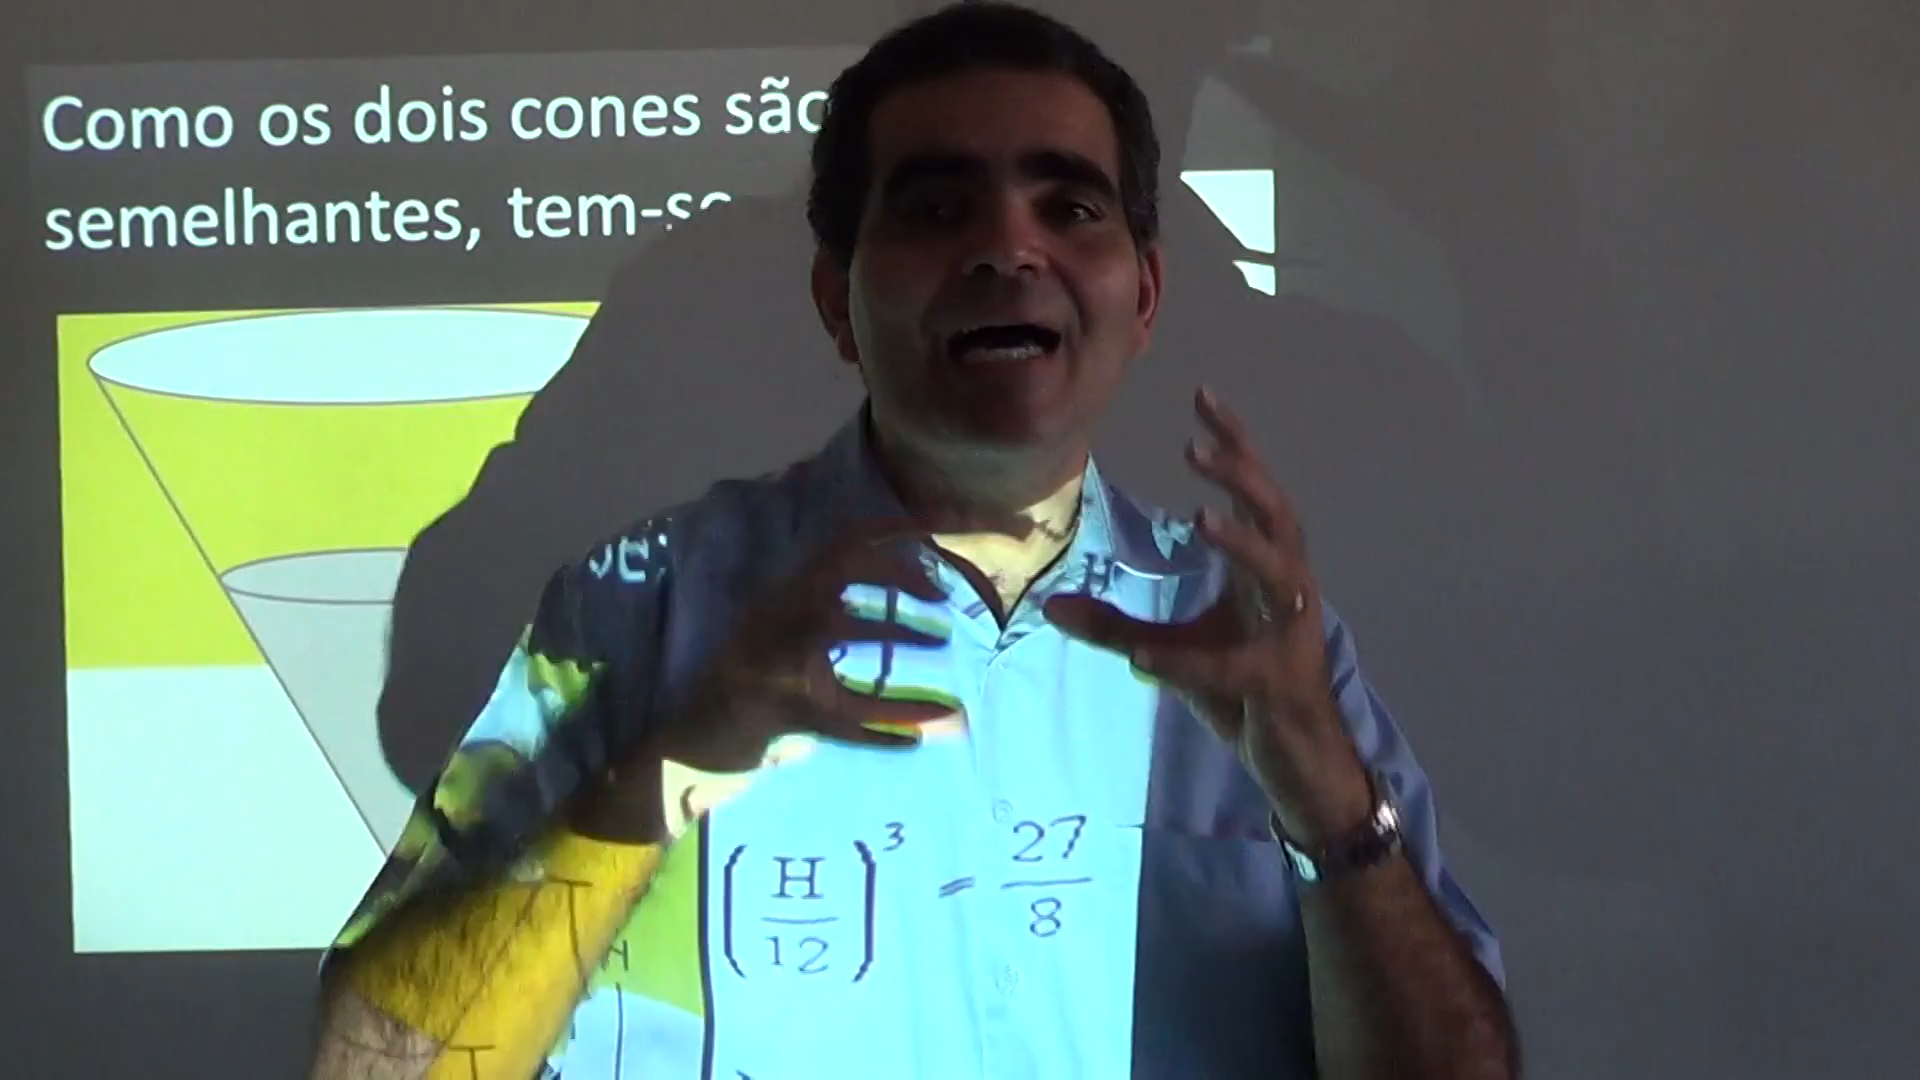 Como os dois cones são
semelhantes, tem-se
H
(H/12)³ = 27/8
H